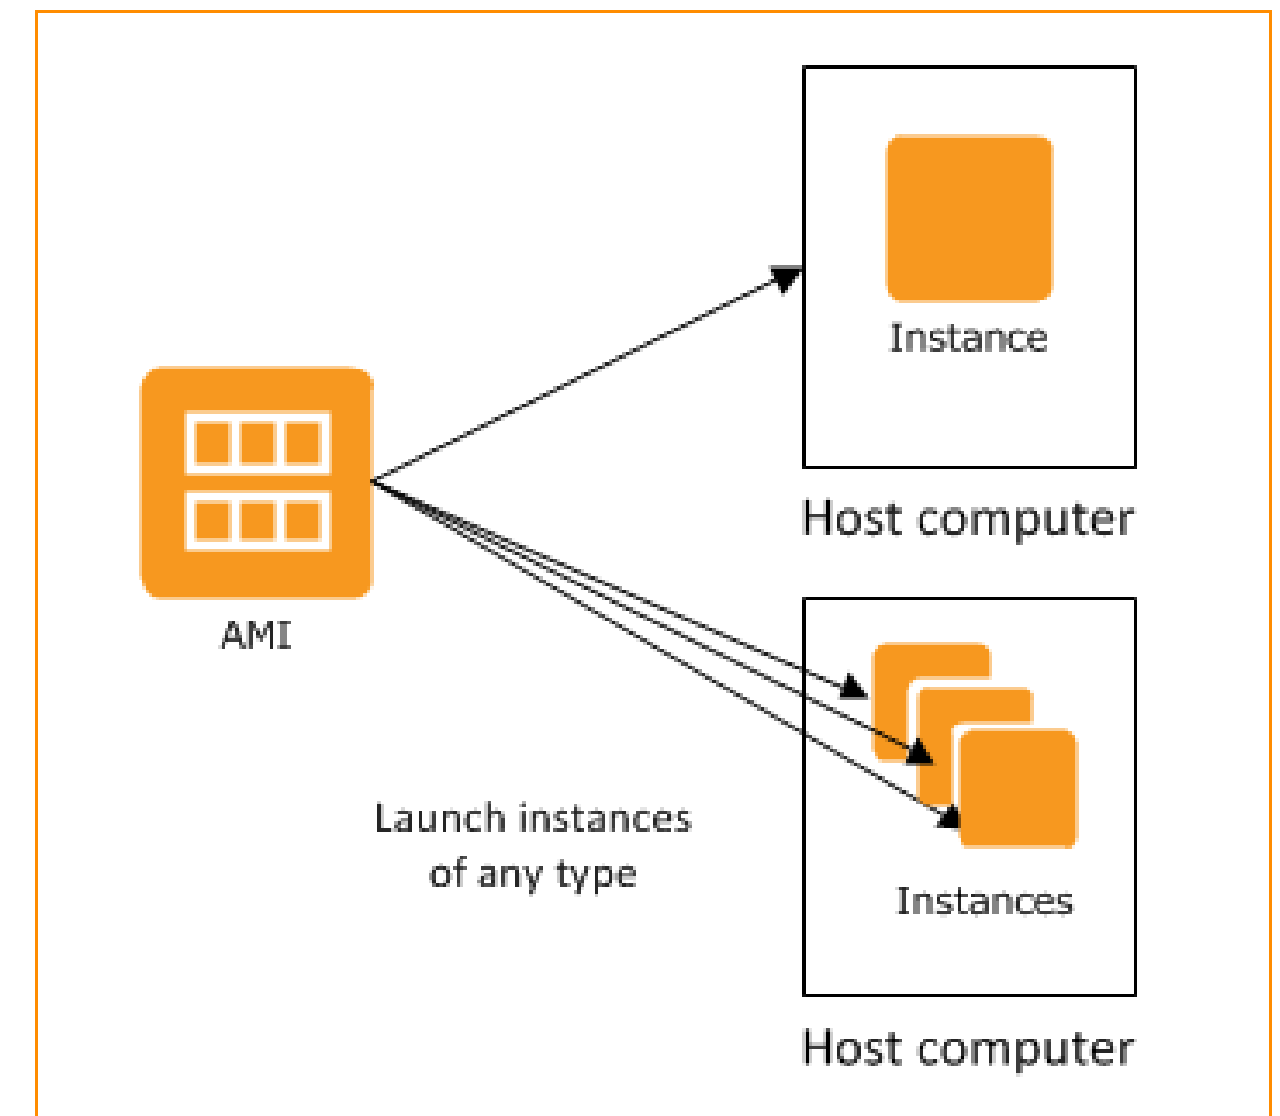 Instance
Host computer
AMI
Launch instances
of any type
Instances
Host computer